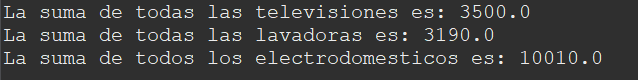 La suma de todas las televisiones es: 3500.0
La suma de todas las lavadoras es: 3190.0
La suma de todos los electrodomesticos es: 10010.0